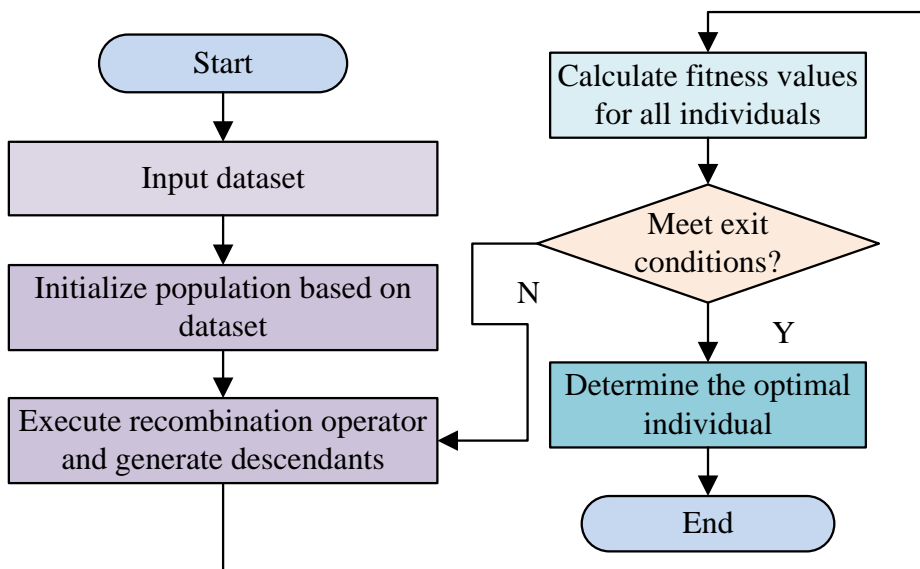 Start
Input dataset
Initialize population based on
dataset
Execute recombination operator
and generate descendants
Calculate fitness values
for all individuals
Meet exit
conditions?
N
Y
Determine the optimal
individual
End